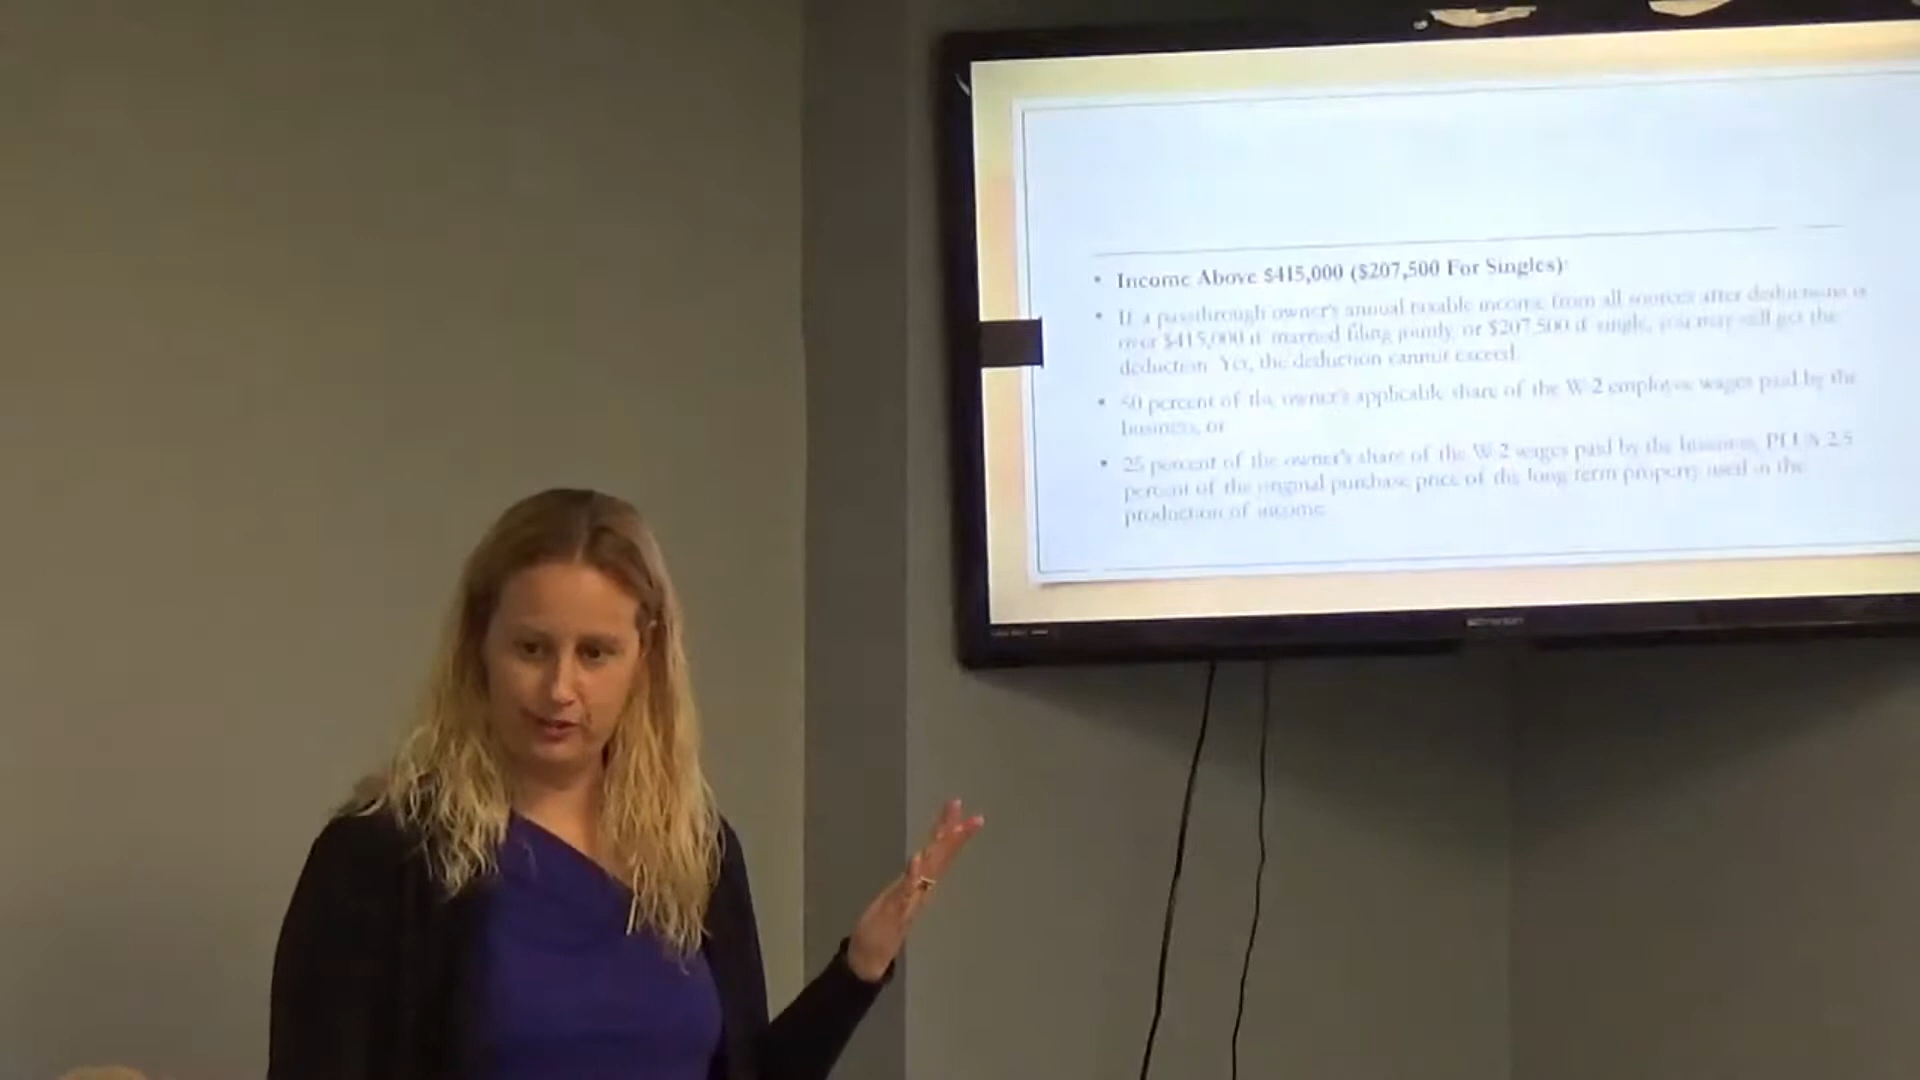 • Income Above $415,000 ($207,500 For Singles):
• If a passthrough owner's annual taxable income from all sources after deductions is
over $415,000 if married filing jointly, or $207,500 if single, you may still get the
deduction. Yet, the deduction cannot exceed:
• 50 percent of the owner's applicable share of the W-2 employee wages paid by the
business, or
• 25 percent of the owner's share of the W-2 wages paid by the business, PLUS 2.5
percent of the original purchase price of the long-term property used in the
production of income.